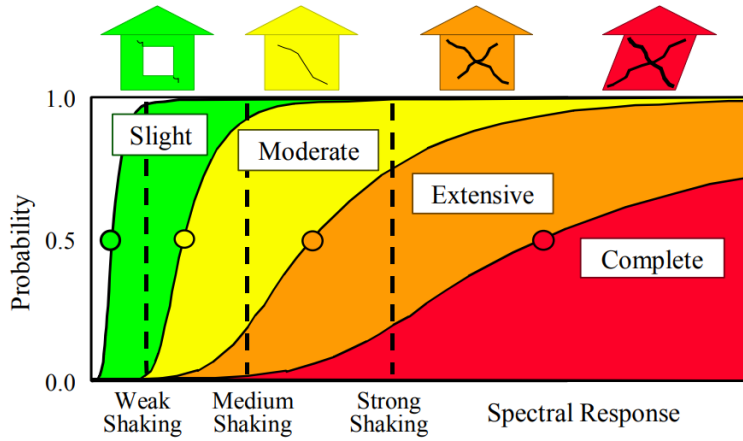 1.0
Slight
Moderate
Extensive
Complete
0.5
0.0
Probability
Weak
Shaking
Medium
Shaking
Strong
Shaking
Spectral Response